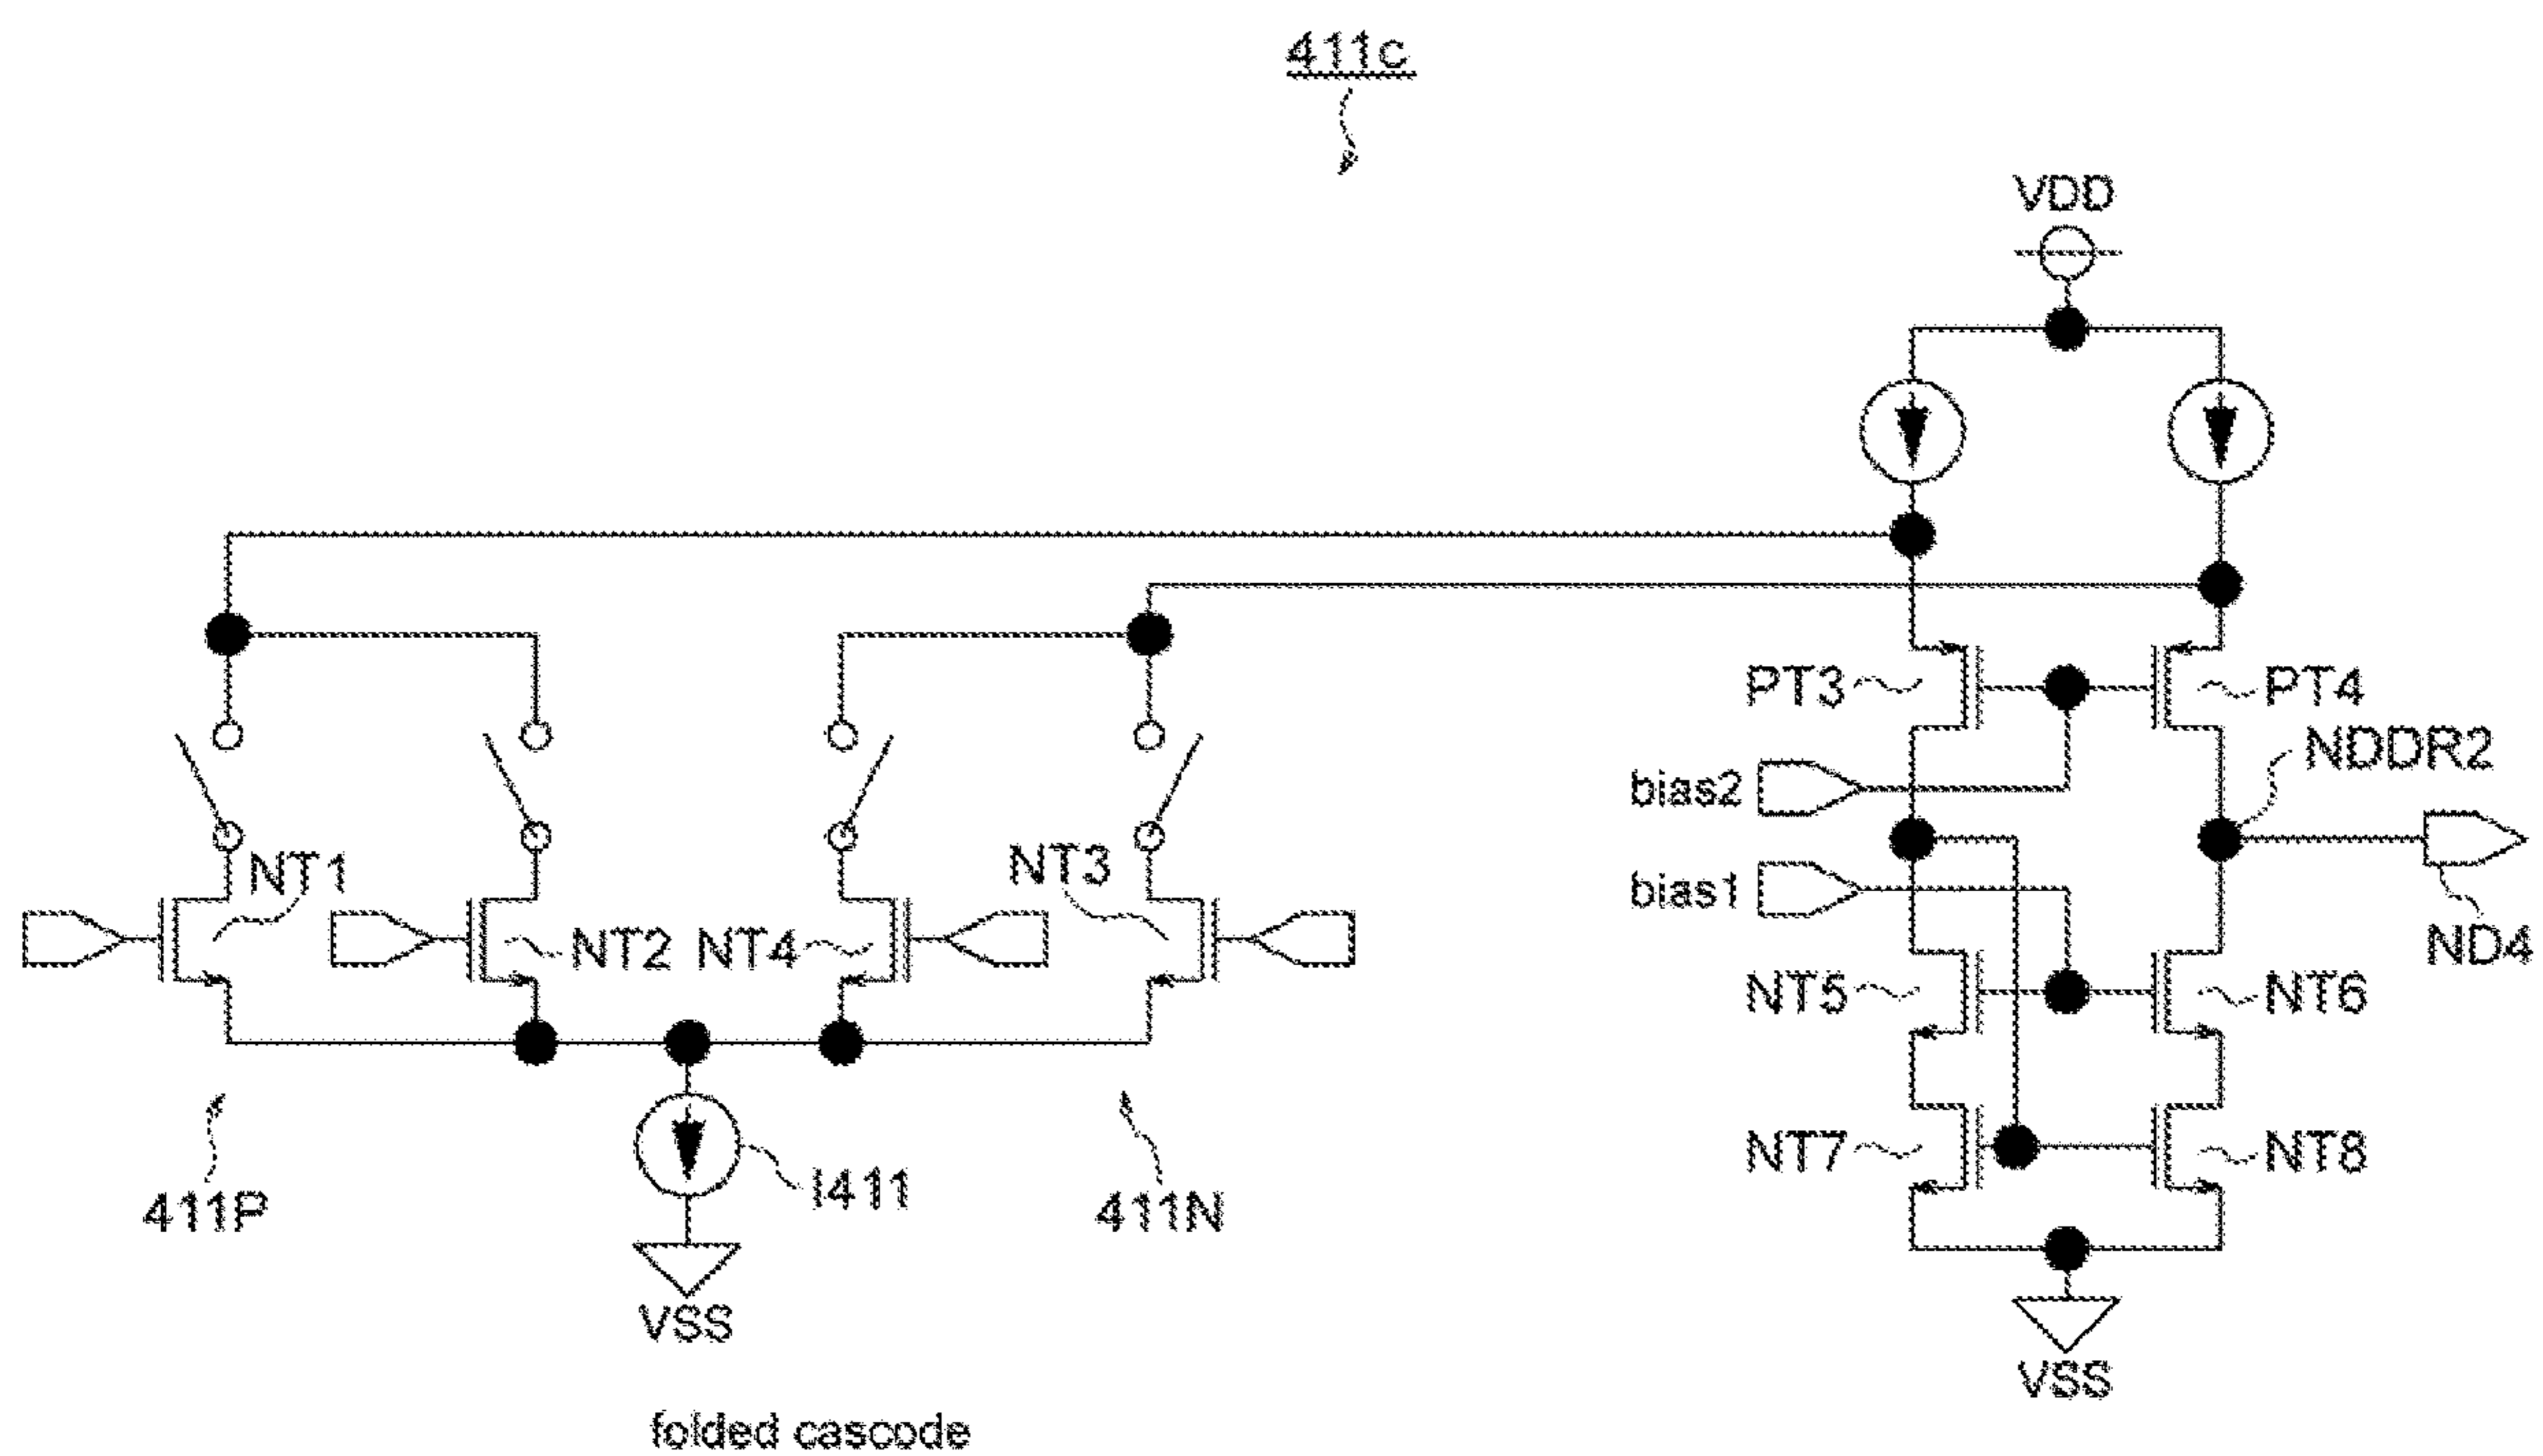 411c
VDD
PT3
PT4
NDDR2
bias2
NT1
NT3
bias1
NT2
NT4
ND4
NT5
NT6
NT7
NT8
I411
411P
411N
VSS
VSS
folded cascode